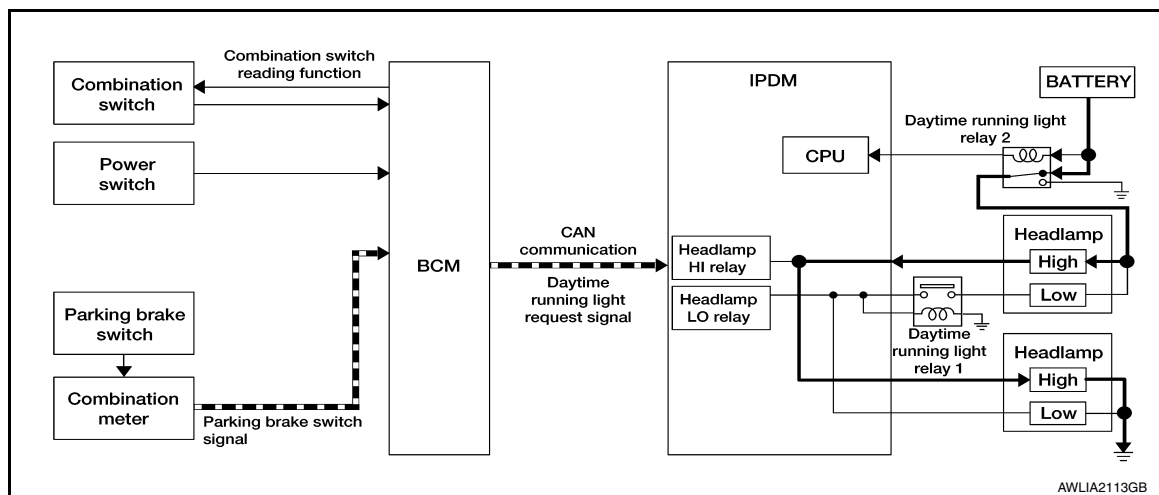 Combination switch
reading function
Combination
switch
Power
switch
Parking brake
switch
Combination
meter
Parking brake switch
signal
BCM
CAN
communication
Daytime
running light
request signal
IPDM
CPU
Headlamp
HI relay
Headlamp
LO relay
BATTERY
Daytime running light
relay 2
Headlamp
High
Low
Daytime
running light
relay 1
Headlamp
High
Low
AWLIA2113GB